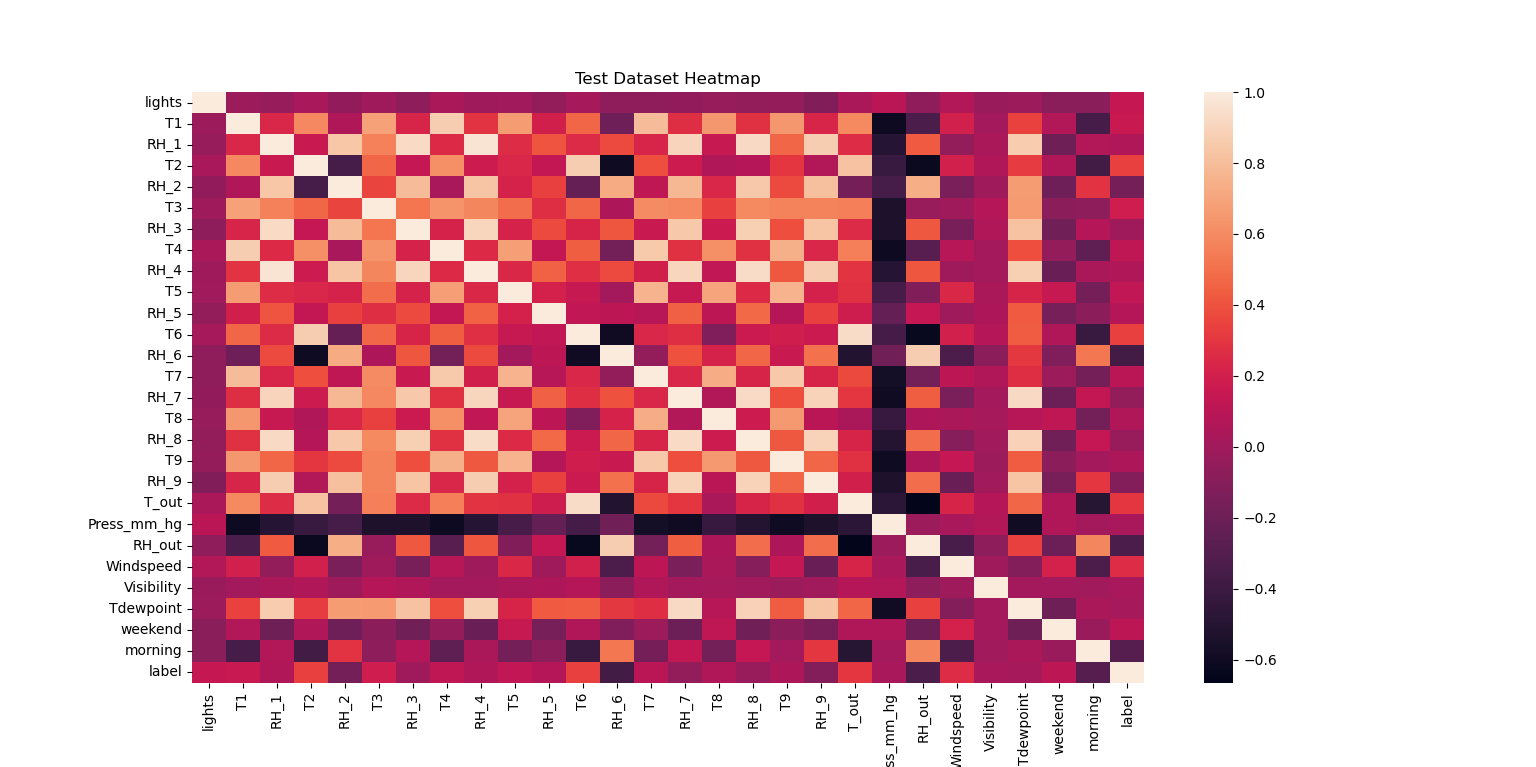 Test Dataset Heatmap
lights
T1
RH_1
T2
RH_2
T3
RH_3
T4
RH_4
T5
RH_5
T6
RH_6
T7
RH_7
T8
RH_8
T9
RH_9
T_out
Press_mm_hg
RH_out
Windspeed
Visibility
Tdewpoint
weekend
morning
label
lights
T1
RH_1
T2
RH_2
T3
RH_3
T4
RH_4
T5
RH_5
T6
RH_6
T7
RH_7
T8
RH_8
T9
RH_9
T_out
ss_mm_hg
RH_out
Windspeed
Visibility
Tdewpoint
weekend
morning
label
1.0
0.8
0.6
0.4
0.2
0.0
−0.2
−0.4
−0.6